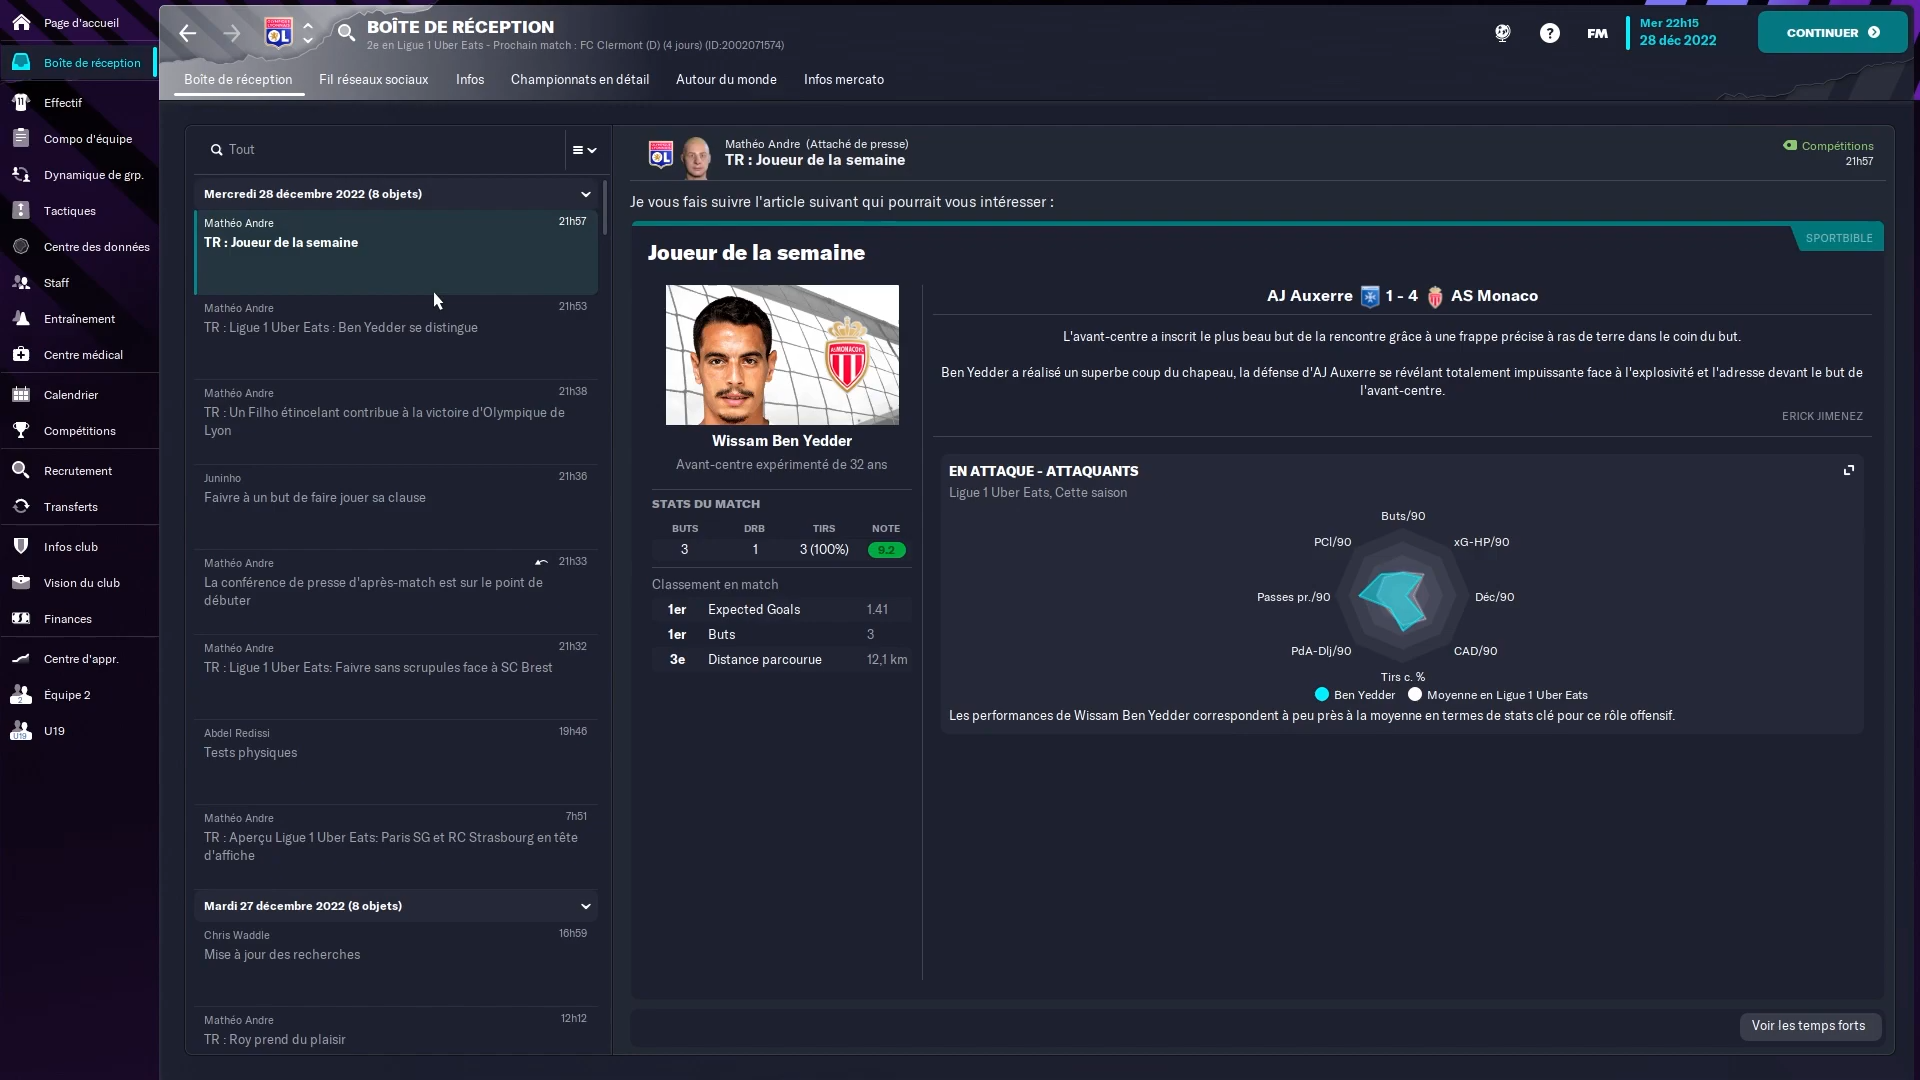 Page d'accueil
Boîte de réception
Effectif
Compo d'équipe
Dynamique de grp.
Tactiques
Centre des données
Staff
Entraînement
Centre médical
Calendrier
Compétitions
Recrutement
Transferts
Infos club
Vision du club
Finances
Centre d'appr.
Équipe 2
U19
BOÎTE DE RÉCEPTION
2e en Ligue 1 Uber Eats - Prochain match : FC Clermont (D) (4 jours) (ID:2002071574)
FM
Mer 22h15
28 déc 2022
CONTINUER
Boîte de réception
Fil réseaux sociaux
Infos
Championnats en détail
Autour du monde
Infos mercato
Tout
Mercredi 28 décembre 2022 (8 objets)
Mathéo Andre 21h57
TR : Joueur de la semaine
Mathéo Andre 21h53
TR : Ligue 1 Uber Eats : Ben Yedder se distingue
Mathéo Andre 21h38
TR : Un Filho étincelant contribue à la victoire d'Olympique de
Lyon
Juninho 21h36
Faivre à un but de faire jouer sa clause
Mathéo Andre 21h33
La conférence de presse d'après-match est sur le point de
débuter
Mathéo Andre 21h32
TR : Ligue 1 Uber Eats: Faivre sans scrupules face à SC Brest
Abdel Redissi 19h46
Tests physiques
Mathéo Andre 7h51
TR : Aperçu Ligue 1 Uber Eats: Paris SG et RC Strasbourg en tête
d'affiche
Mardi 27 décembre 2022 (8 objets)
Chris Waddle 16h59
Mise à jour des recherches
Mathéo Andre 12h12
TR : Roy prend du plaisir
Mathéo Andre (Attaché de presse)
TR : Joueur de la semaine
Compétitions
21h57
Je vous fais suivre l'article suivant qui pourrait vous intéresser :
SPORTBIBLE
Joueur de la semaine
Wissam Ben Yedder
Avant-centre expérimenté de 32 ans
STATS DU MATCH
BUTS DRB TIRS NOTE
3 1 3 (100%) 9.2
Classement en match
1er Expected Goals 1.41
1er Buts 3
3e Distance parcourue 12,1 km
AJ Auxerre 1 - 4 AS Monaco
L'avant-centre a inscrit le plus beau but de la rencontre grâce à une frappe précise à ras de terre dans le coin du but.
Ben Yedder a réalisé un superbe coup du chapeau, la défense d'AJ Auxerre se révélant totalement impuissante face à l'explosivité et l'adresse devant le but de
l'avant-centre.
ERICK JIMENEZ
EN ATTAQUE - ATTAQUANTS
Ligue 1 Uber Eats, Cette saison
Buts/90
PCl/90
xG-HP/90
Passes pr./90
Déc/90
PdA-Dlj/90
CAD/90
Tirs c. %
Ben Yedder
Moyenne en Ligue 1 Uber Eats
Les performances de Wissam Ben Yedder correspondent à peu près à la moyenne en termes de stats clé pour ce rôle offensif.
Voir les temps forts